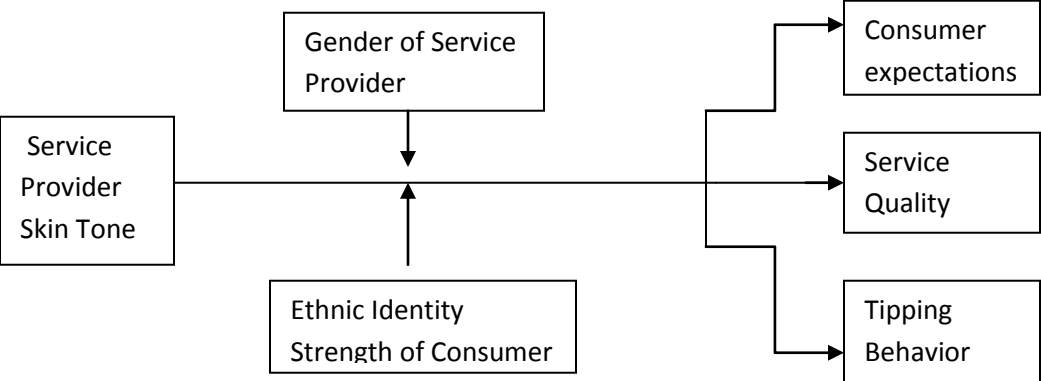 Gender of Service
Provider
Consumer
expectations
Service
Provider
Skin Tone
Service
Quality
Ethnic Identity
Strength of Consumer
Tipping
Behavior